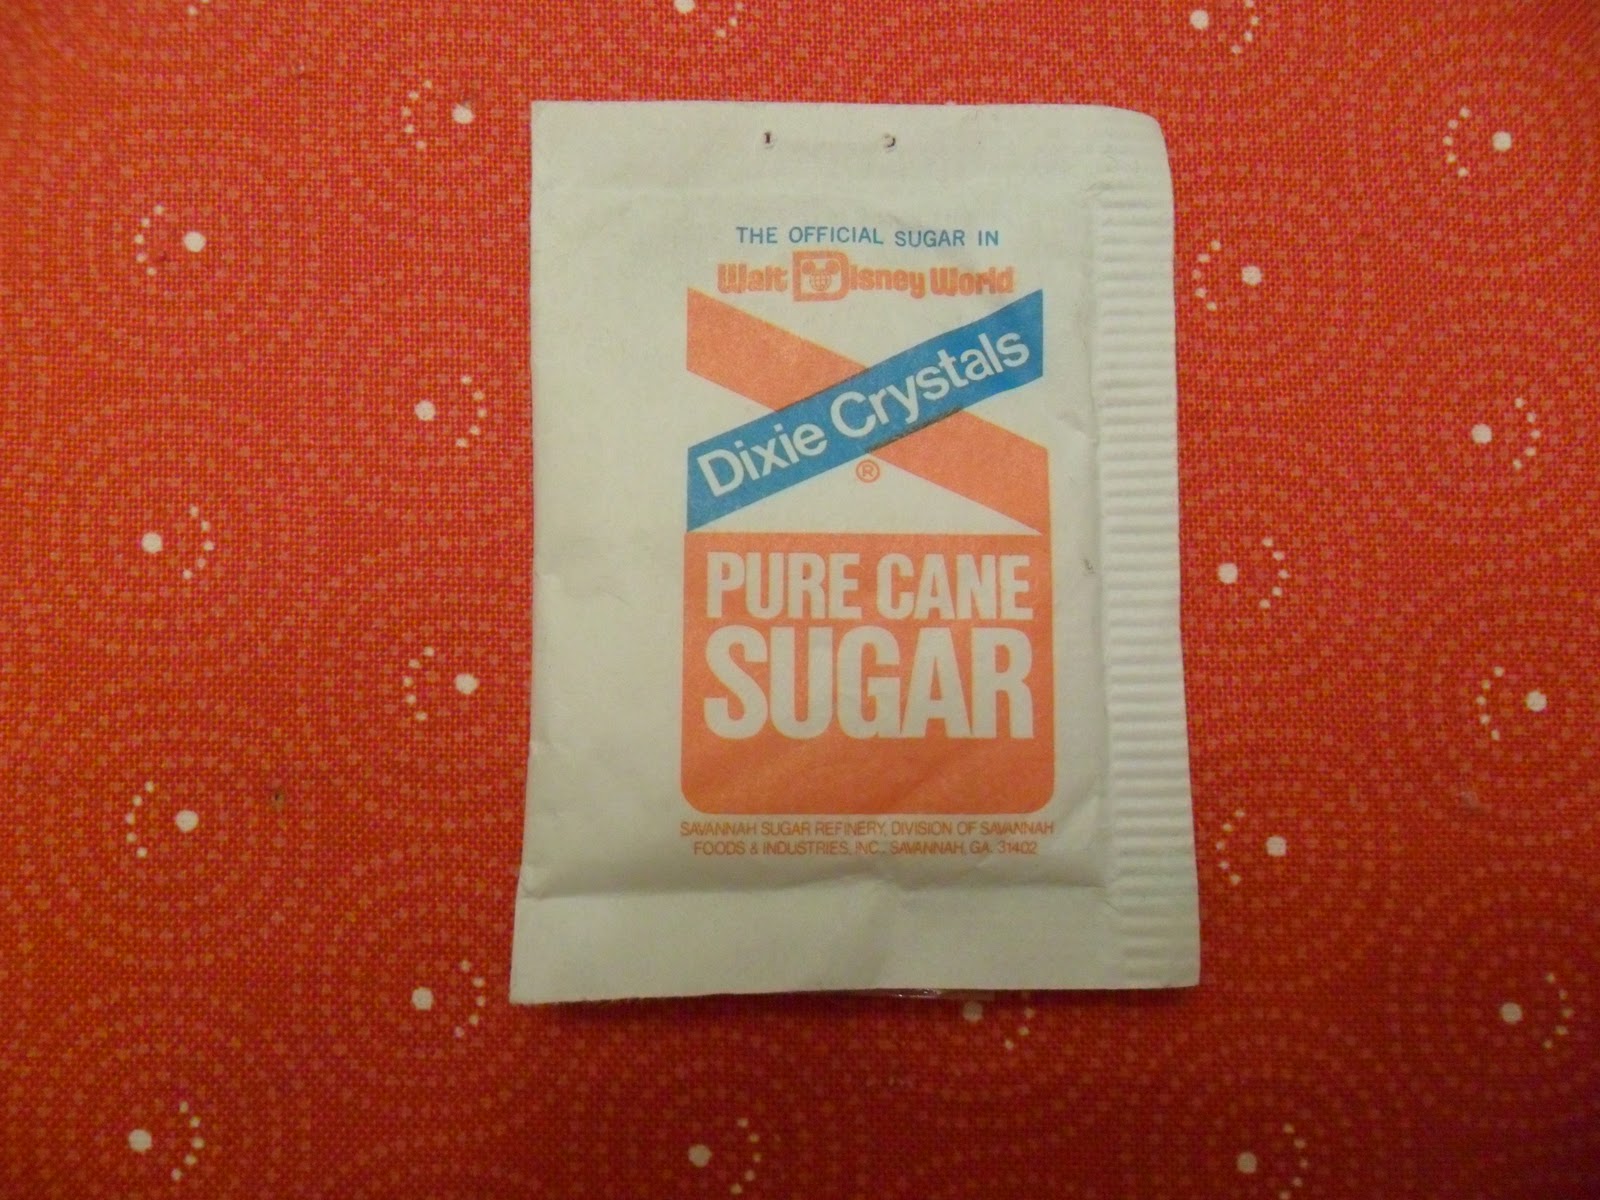 THE OFFICIAL SUGAR IN
Walt Disney World
Dixie Crystals
®
PURE CANE
SUGAR
SAVANNAH SUGAR REFINERY, DIVISION OF SAVANNAH
FOODS & INDUSTRIES, INC., SAVANNAH, GA. 31402